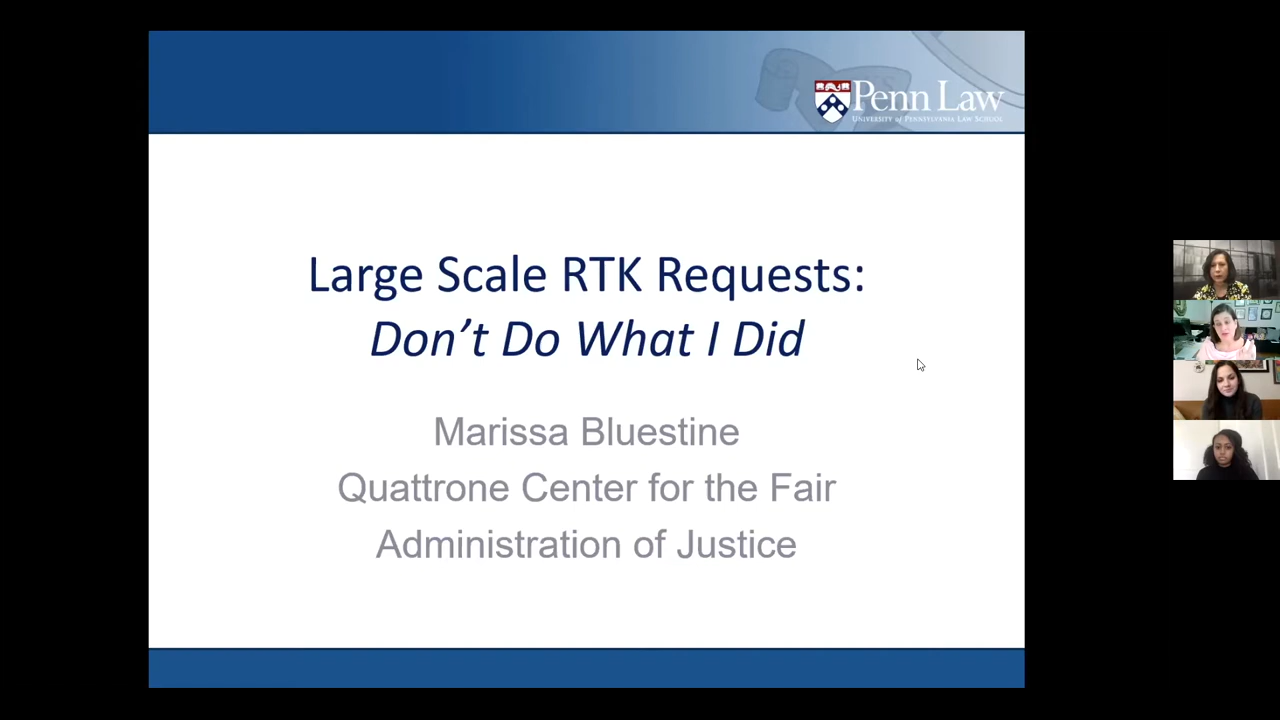 Penn Law
UNIVERSITY of PENNSYLVANIA LAW SCHOOL
Large Scale RTK Requests:
Don't Do What I Did
Marissa Bluestine
Quattrone Center for the Fair
Administration of Justice